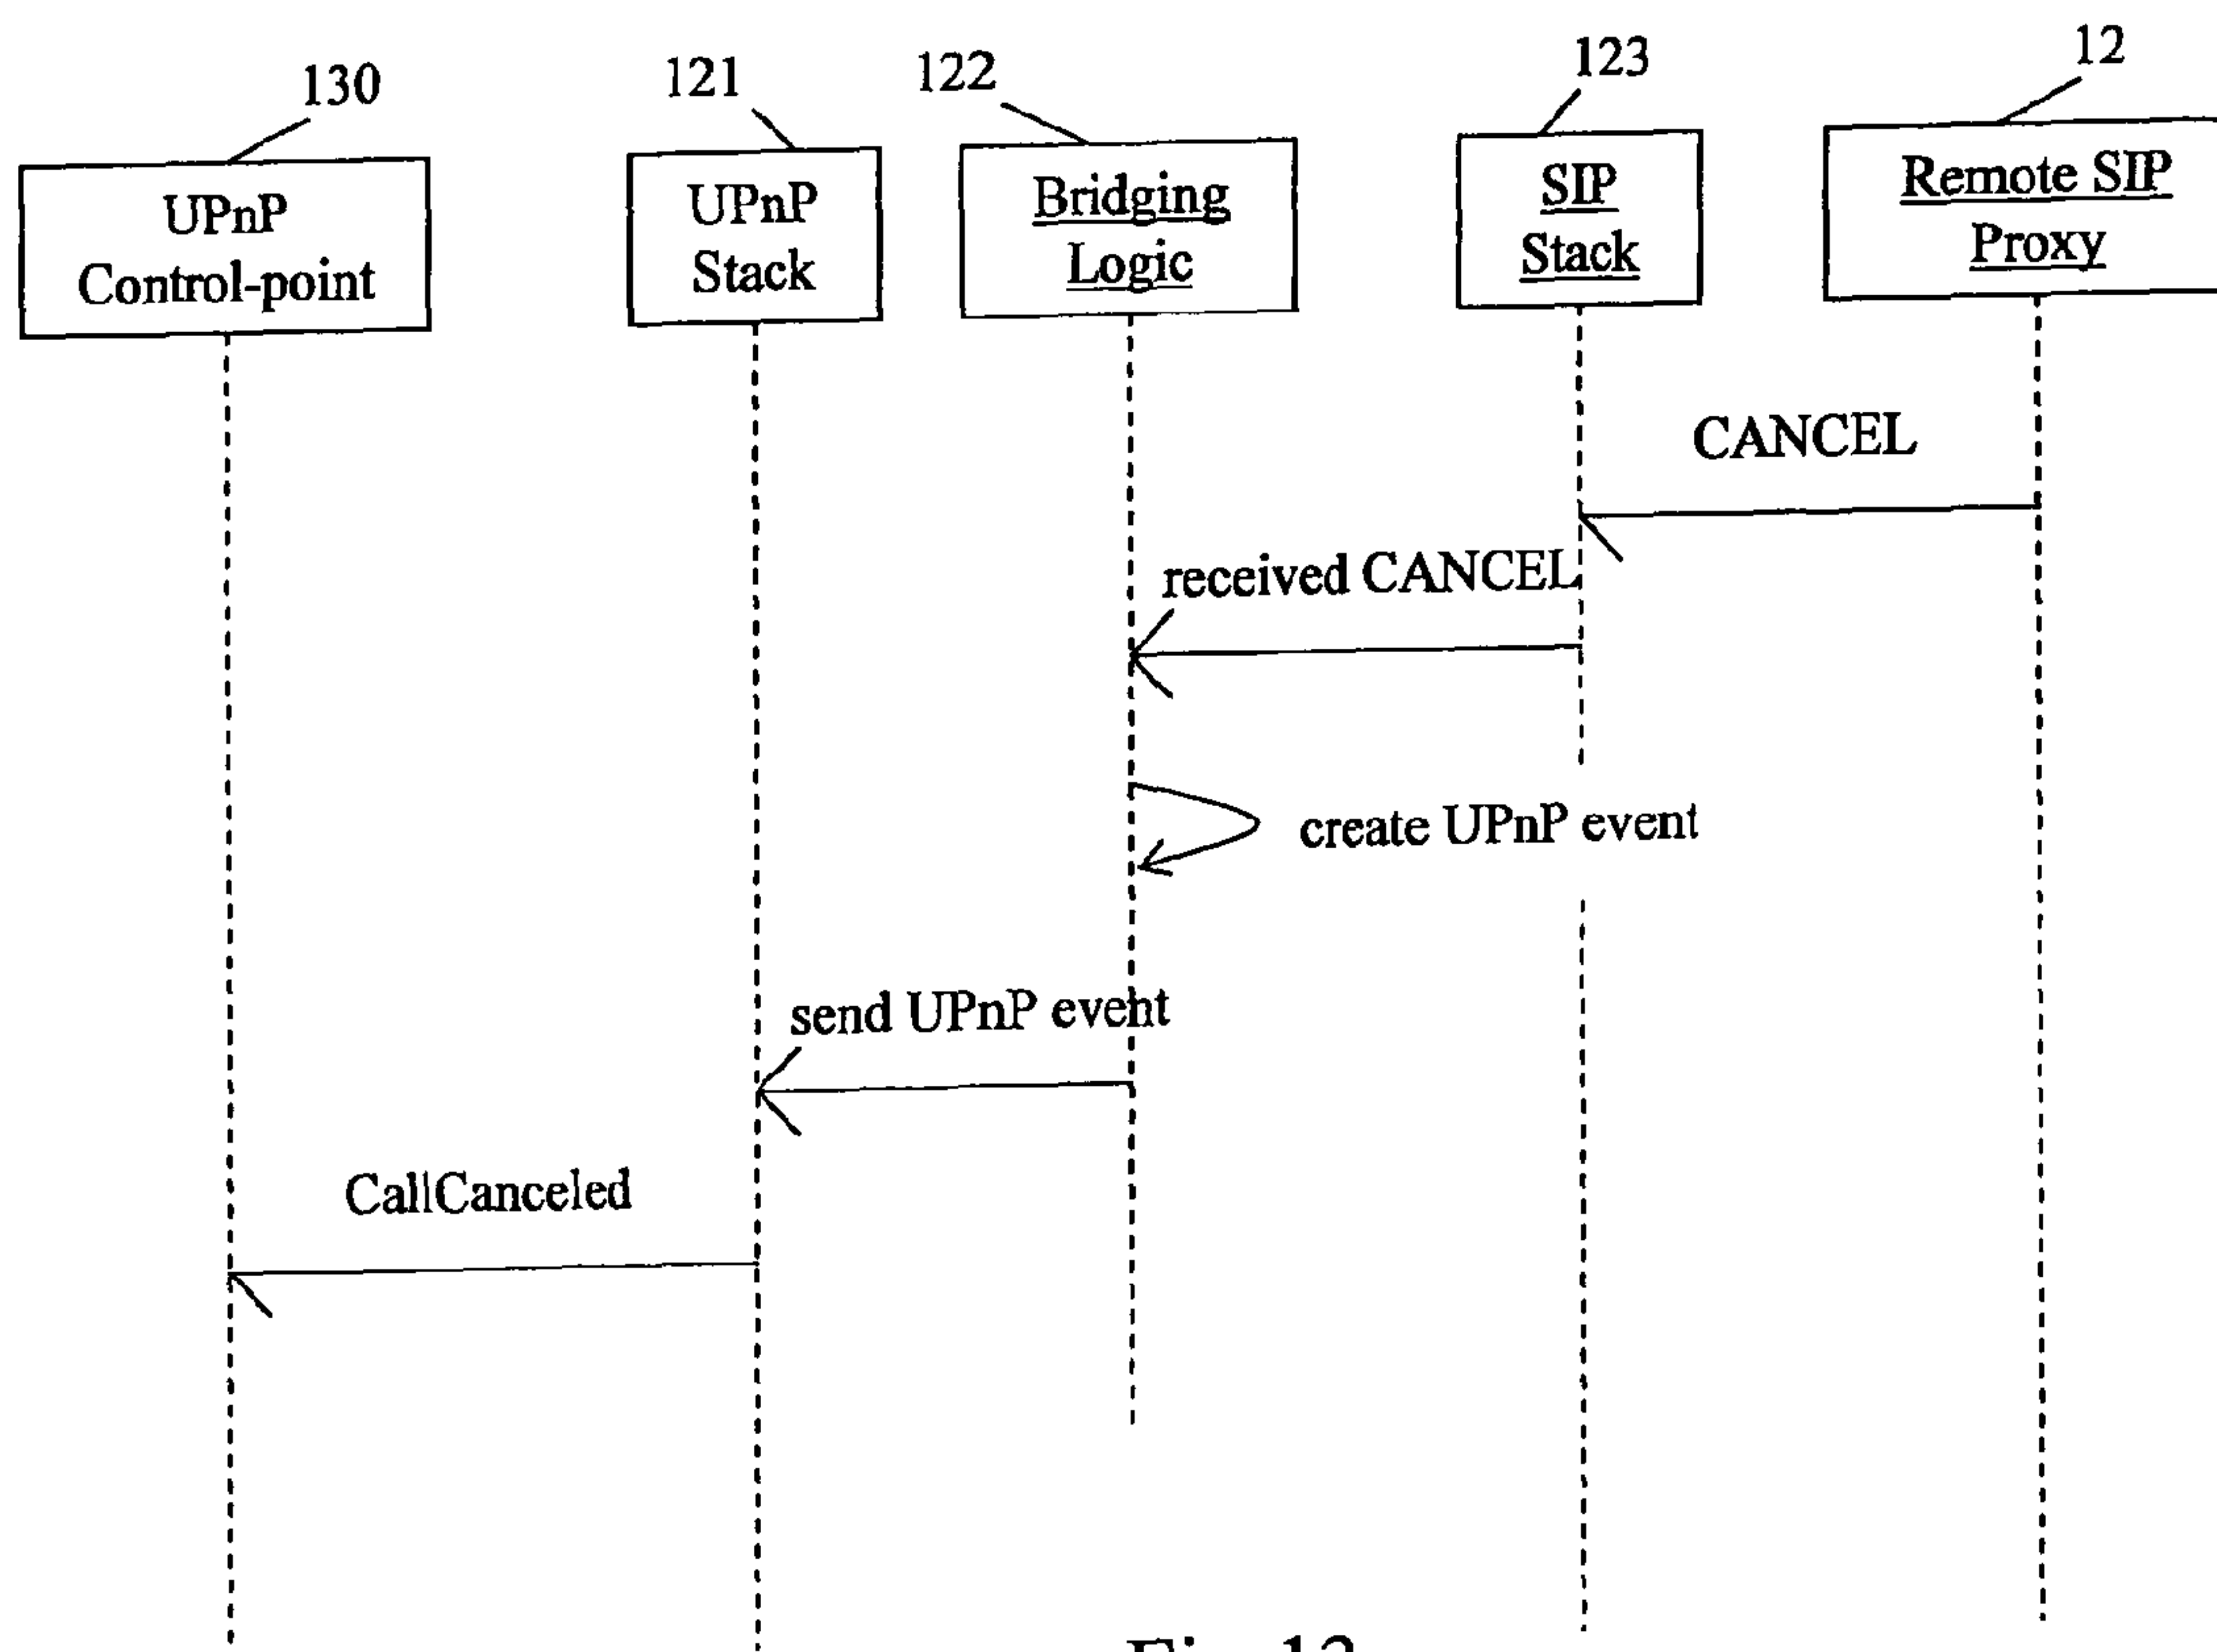 130
121
122
123
12
UPnP
Control-point
UPnP
Stack
Bridging
Logic
SIP
Stack
Remote SIP
Proxy
CANCEL
received CANCEL
create UPnP event
send UPnP event
CallCanceled